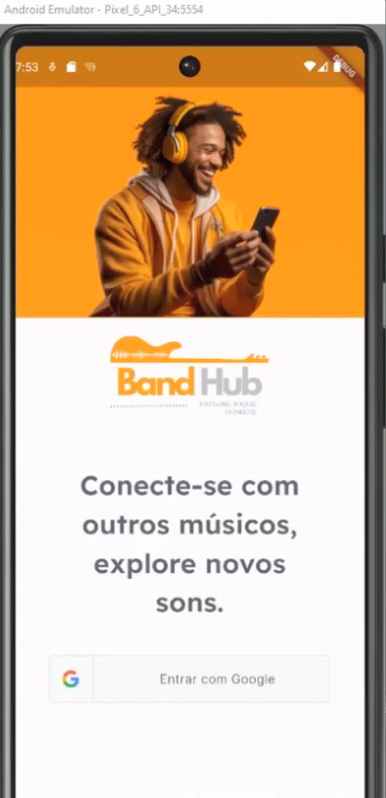 Android Emulator - Pixel_6_API_34:5554
7:53
DEBUG
Band Hub
EXPLORE TOQUE
CONECTE
Conecte-se com
outros músicos,
explore novos
sons.
G
Entrar com Google